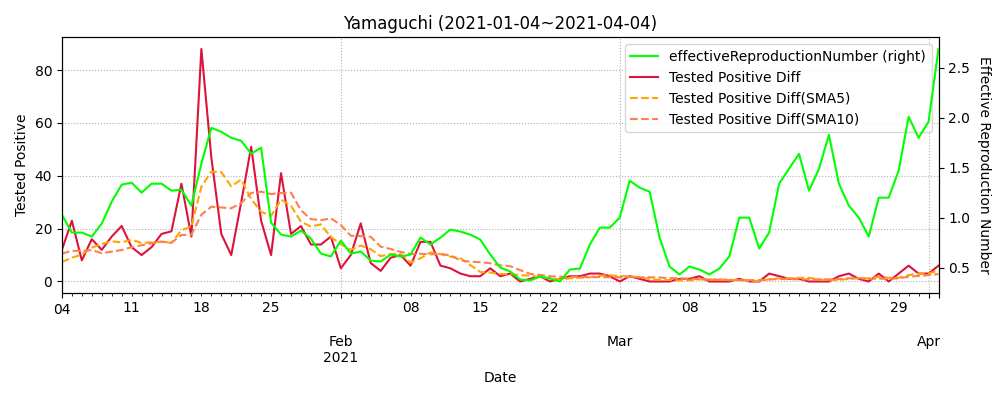 Yamaguchi (2021-01-04~2021-04-04)
effectiveReproductionNumber (right)
Tested Positive Diff
Tested Positive Diff(SMA5)
Tested Positive Diff(SMA10)
Tested Positive
80
60
40
20
0
Effective Reproduction Number
2.5
2.0
1.5
1.0
0.5
04 11 18 25 08 15 22 08 15 22 29
Feb Mar Apr
2021
Date